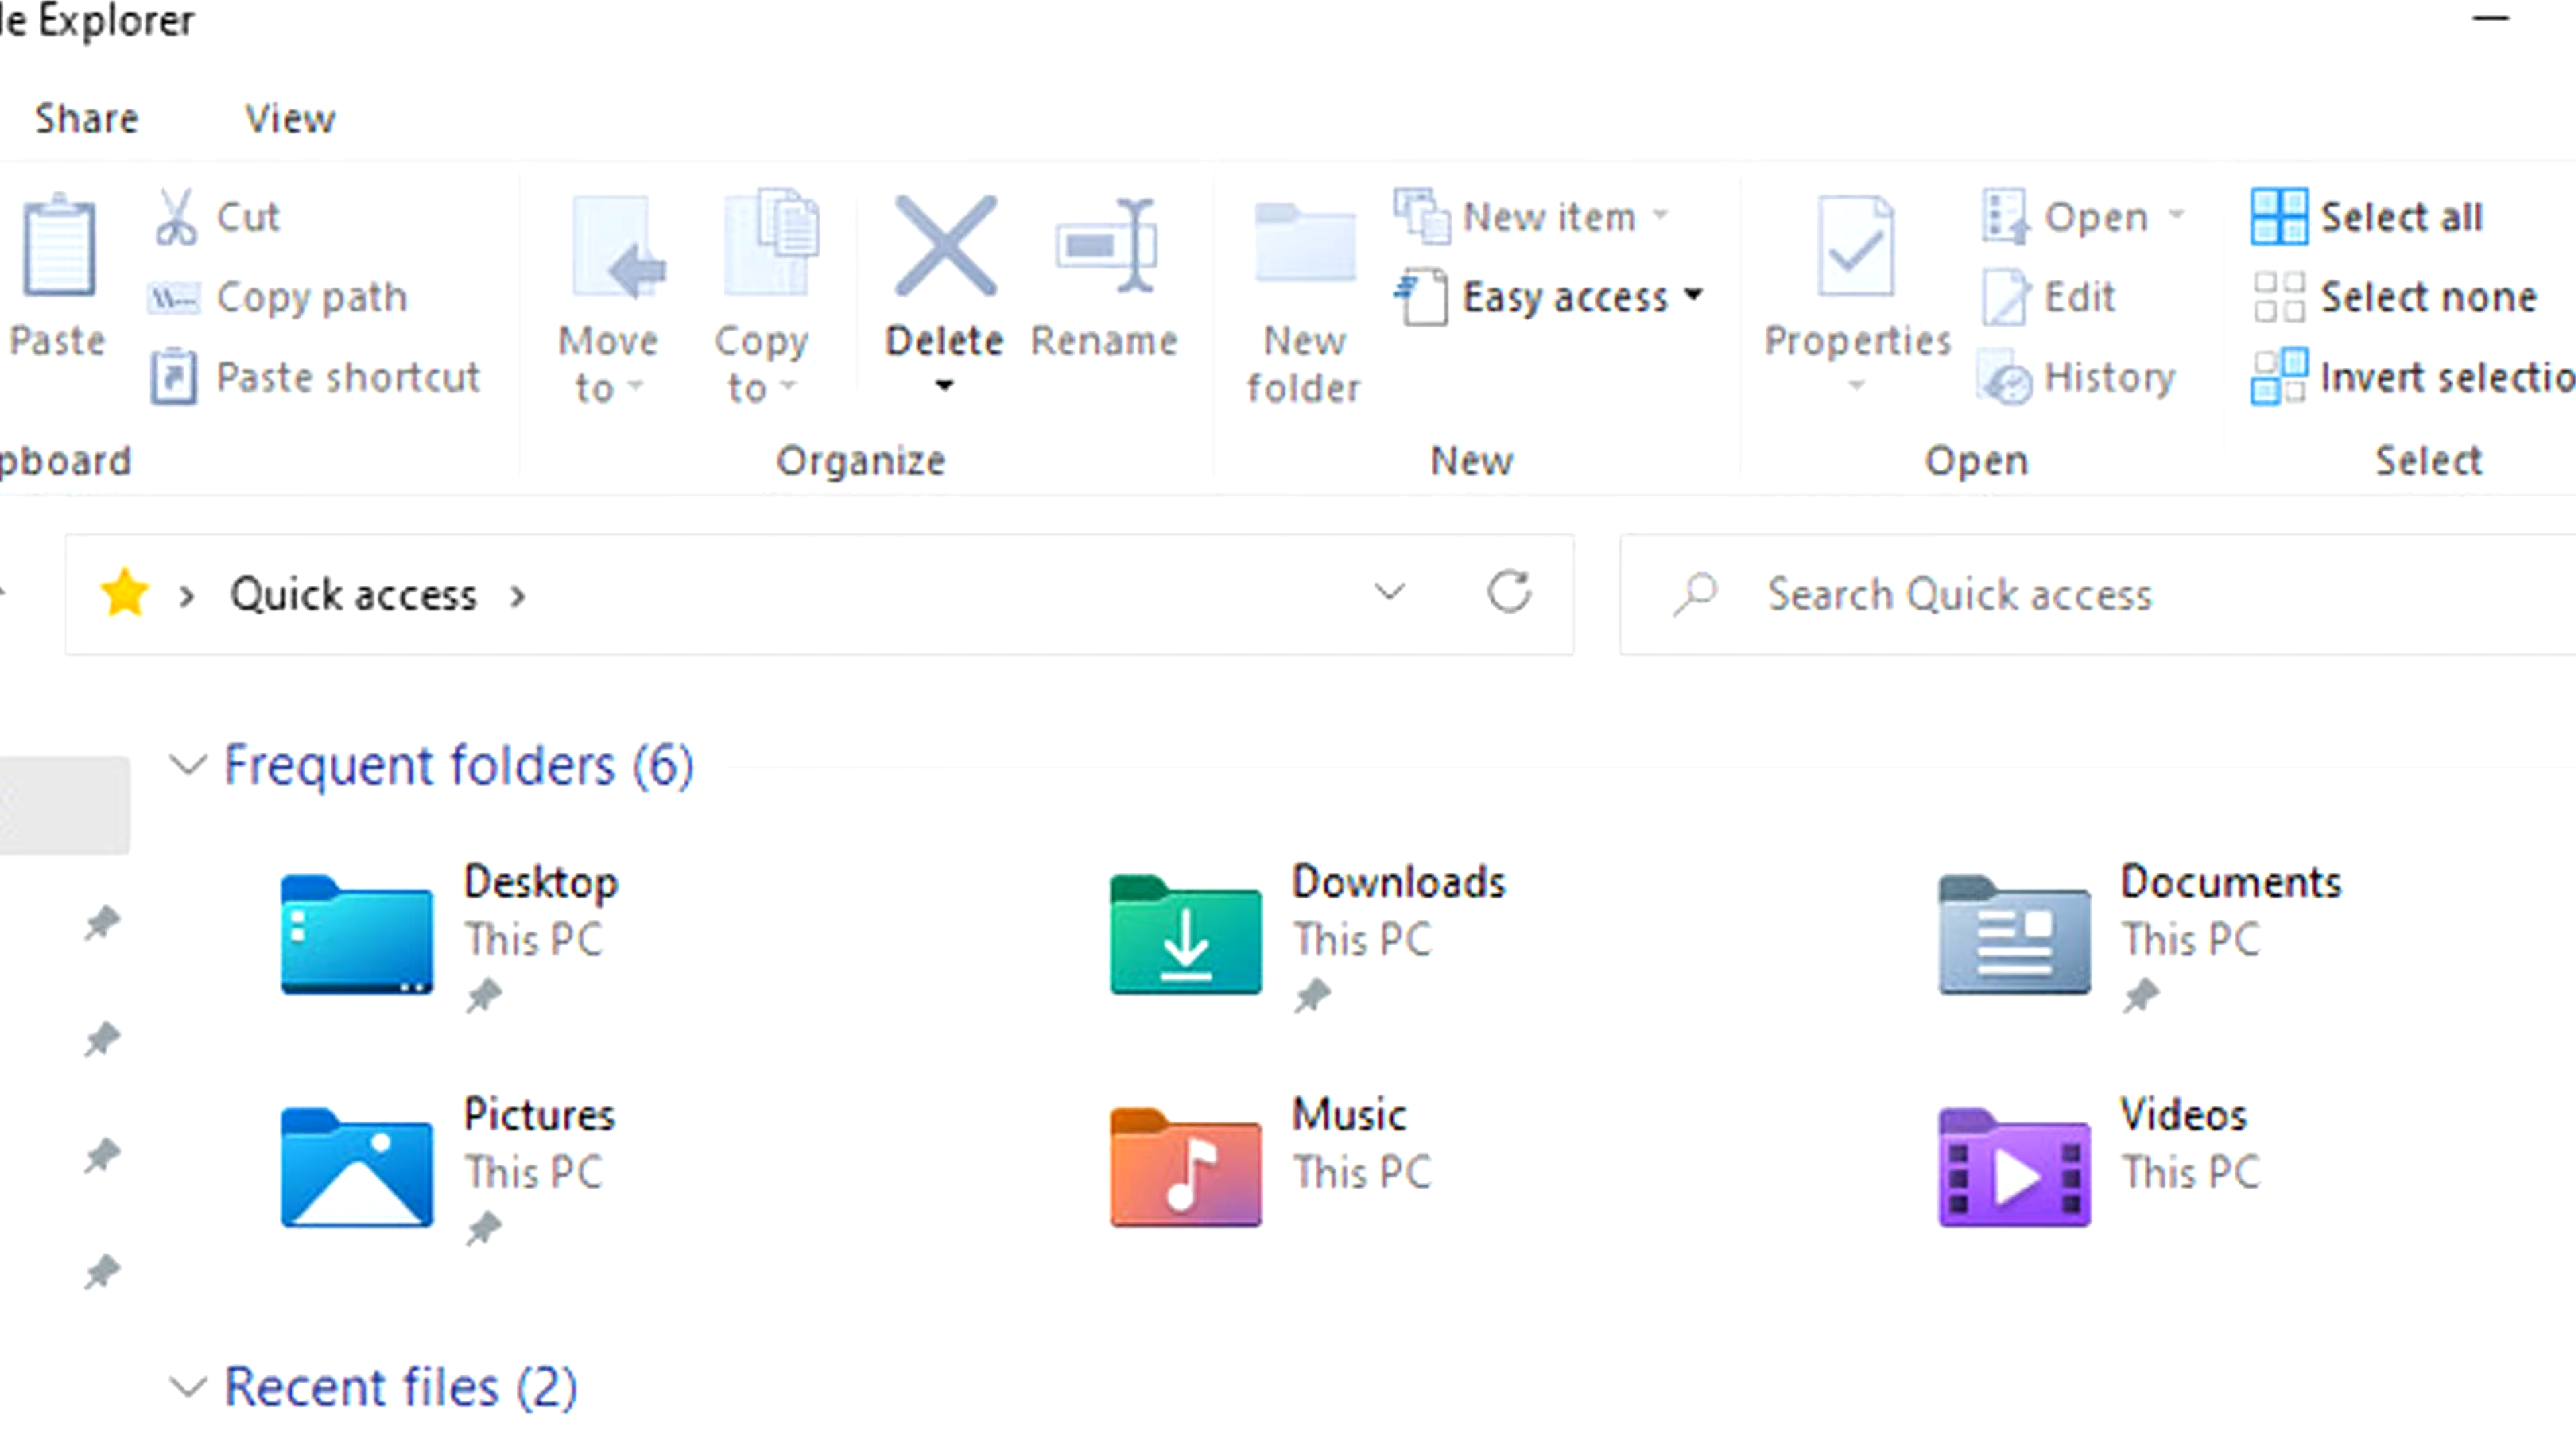 le Explorer
Share View
Paste
Cut
Copy path
Paste shortcut
pboard
Move to
Copy to
Delete
Rename
Organize
New folder
New item
Easy access
New
Properties
Open
Edit
History
Open
Select all
Select none
Invert selectio
Select
Quick access
Search Quick access
Frequent folders (6)
Desktop
This PC
Downloads
This PC
Documents
This PC
Pictures
This PC
Music
This PC
Videos
This PC
Recent files (2)